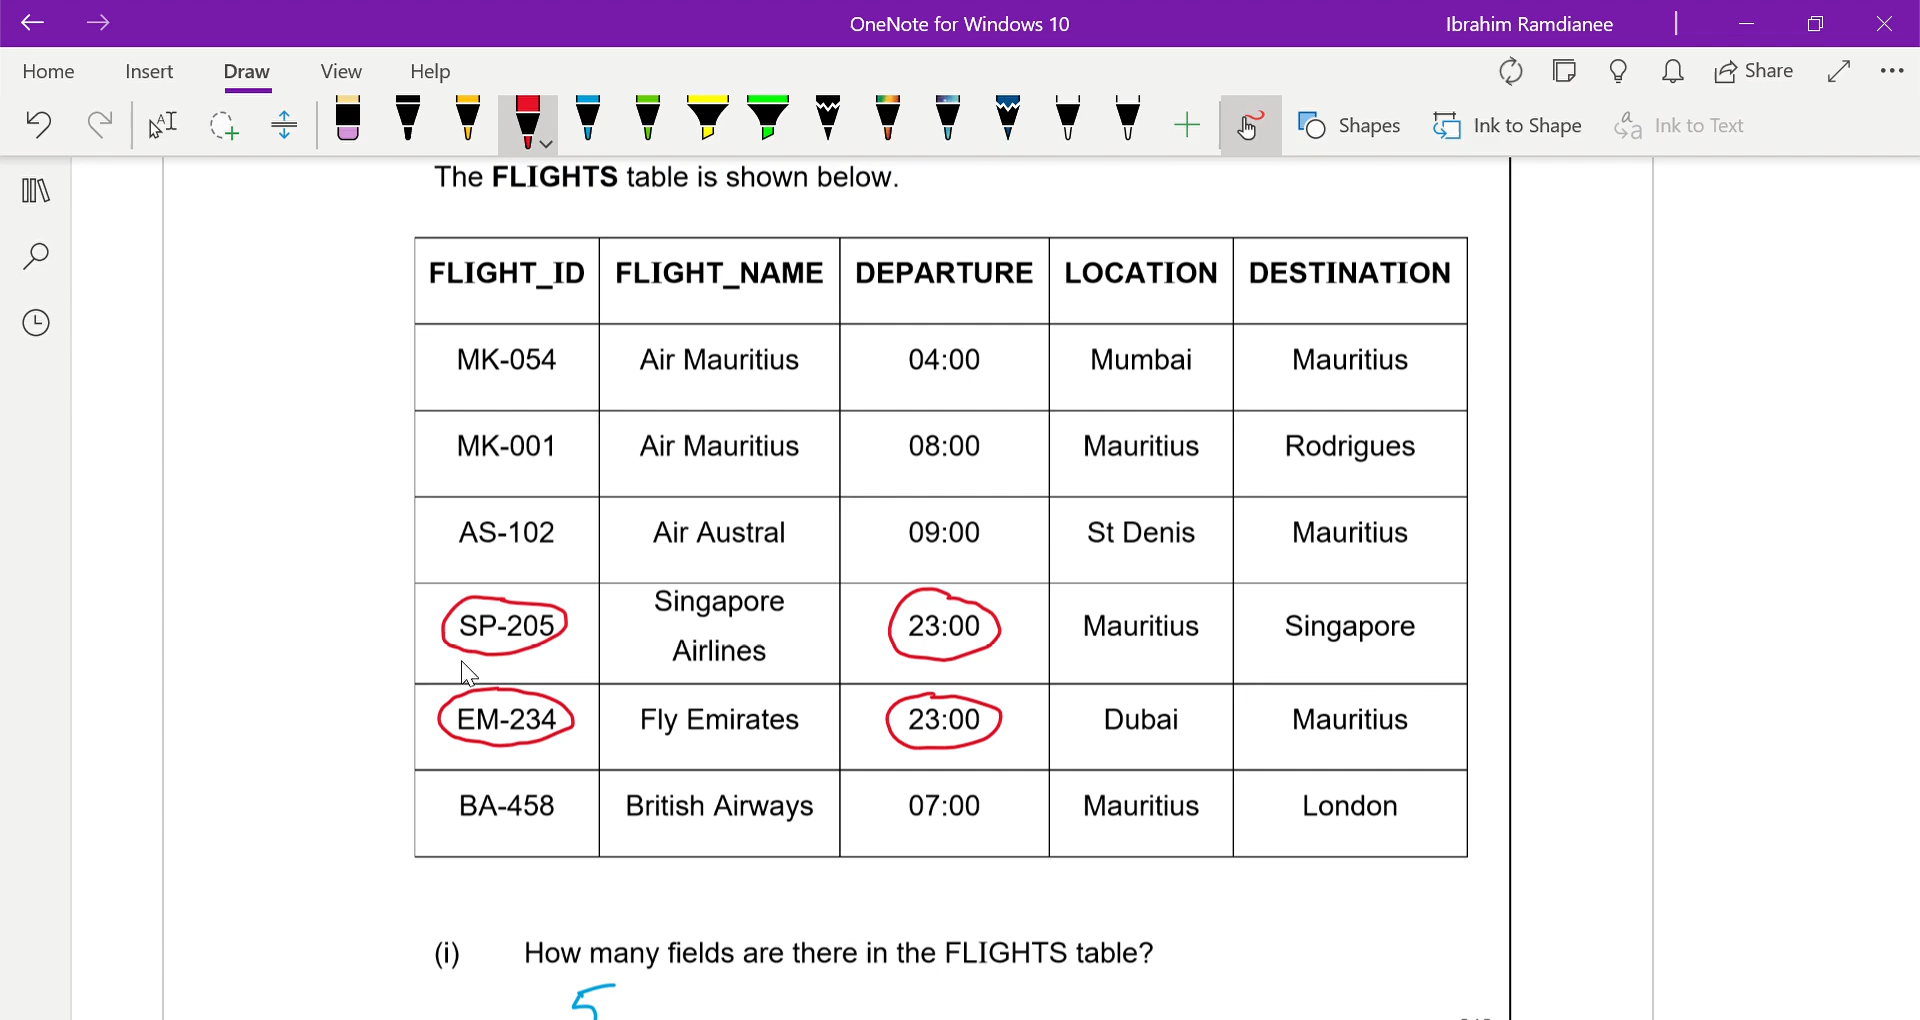 OneNote for Windows 10
Ibrahim Ramdianee
Home Insert Draw View Help
Share
Shapes
Ink to Shape
Ink to Text
The FLIGHTS table is shown below.
FLIGHT_ID FLIGHT_NAME DEPARTURE LOCATION DESTINATION
MK-054 Air Mauritius 04:00 Mumbai Mauritius
MK-001 Air Mauritius 08:00 Mauritius Rodrigues
AS-102 Air Austral 09:00 St Denis Mauritius
SP-205 Singapore Airlines 23:00 Mauritius Singapore
EM-234 Fly Emirates 23:00 Dubai Mauritius
BA-458 British Airways 07:00 Mauritius London
(i) How many fields are there in the FLIGHTS table?
5